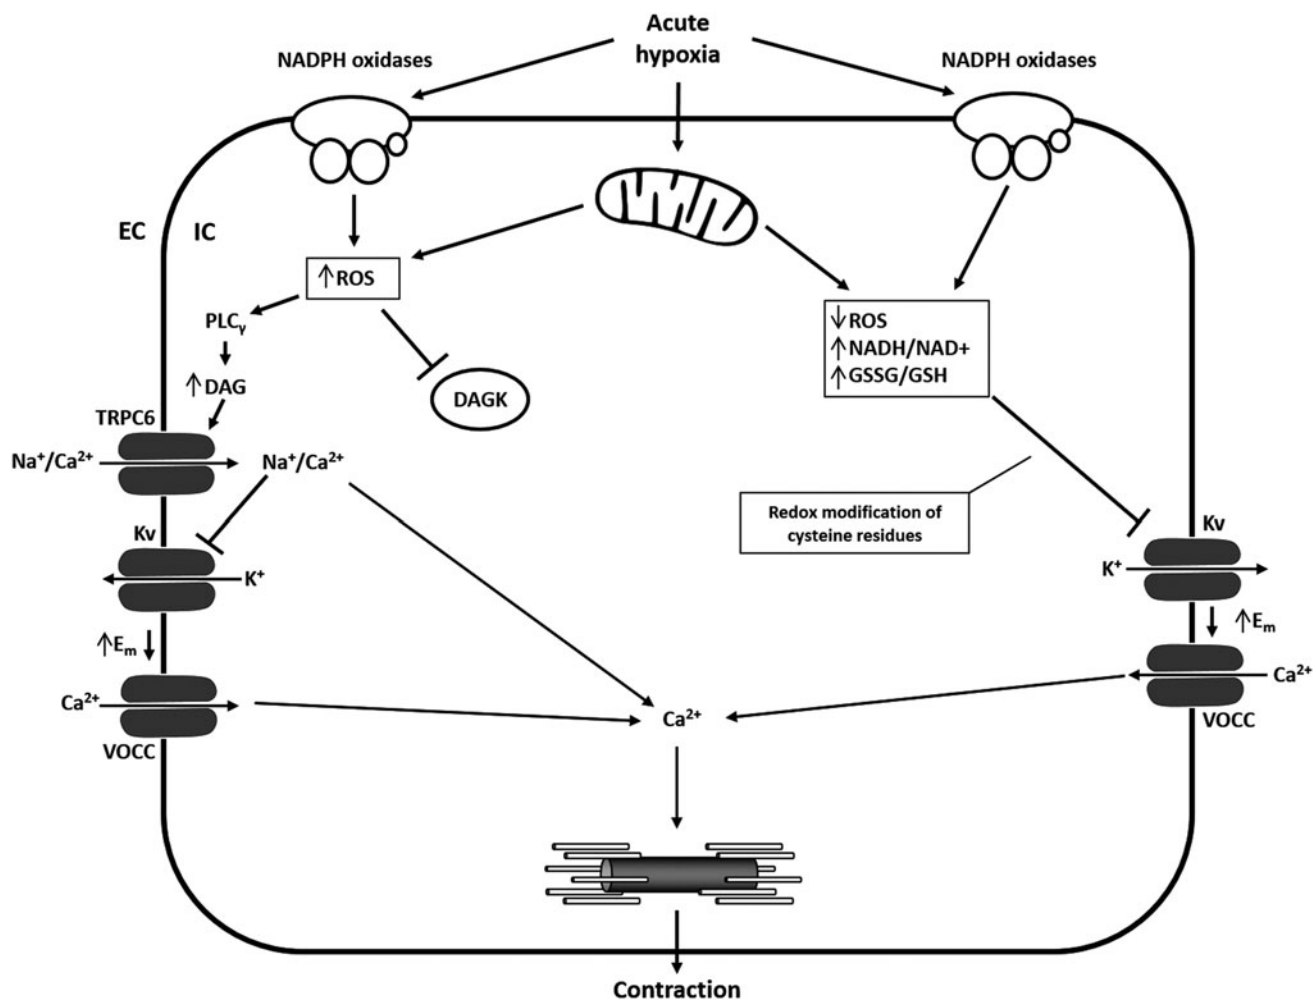 Acute
hypoxia
NADPH oxidases
NADPH oxidases
EC
IC
↑ROS
PLCᵧ
↑DAG
DAGK
TRPC6
Na⁺/Ca²⁺
Na⁺/Ca²⁺
Kv
K⁺
↑Eₘ
Ca²⁺
VOCC
↓ROS
↑NADH/NAD+
↑GSSG/GSH
Redox modification of
cysteine residues
Kv
K⁺
↑Eₘ
Ca²⁺
VOCC
Ca²⁺
Contraction